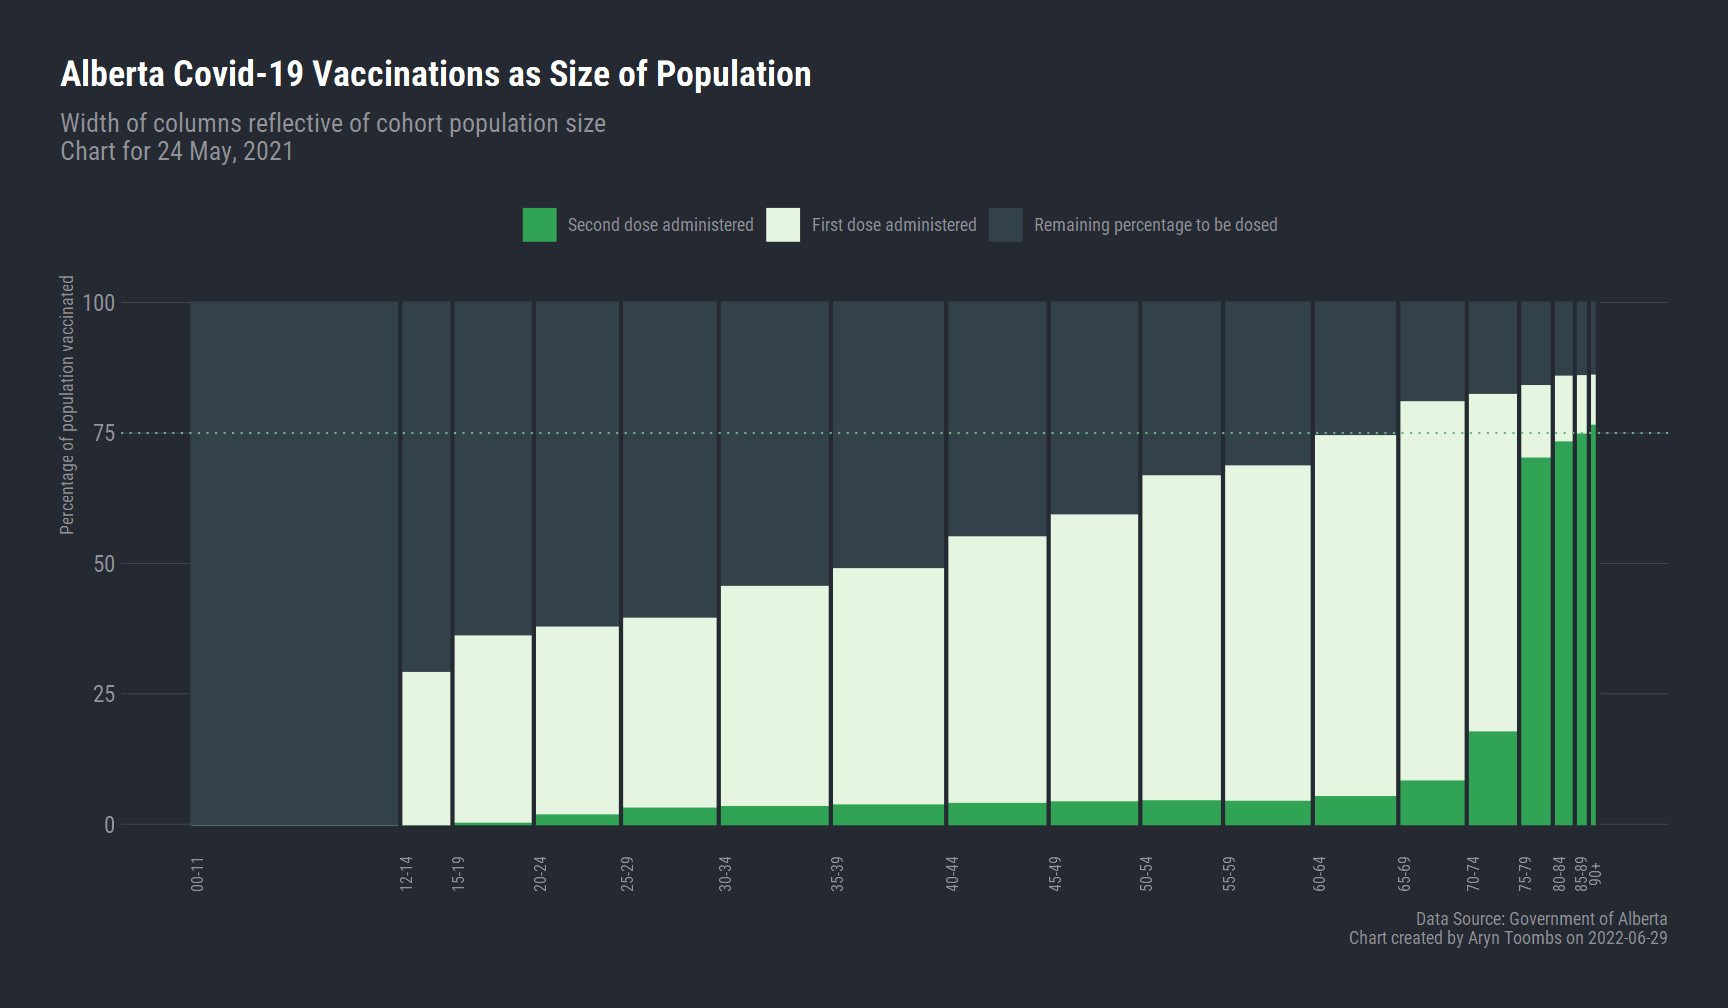 Alberta Covid-19 Vaccinations as Size of Population
Width of columns reflective of cohort population size
Chart for 24 May, 2021
Second dose administered
First dose administered
Remaining percentage to be dosed
Percentage of population vaccinated
100
75
50
25
0
00-11
12-14
15-19
20-24
25-29
30-34
35-39
40-44
45-49
50-54
55-59
60-64
65-69
70-74
75-79
80-84
85-89
90+
Data Source: Government of Alberta
Chart created by Aryn Toombs on 2022-06-29